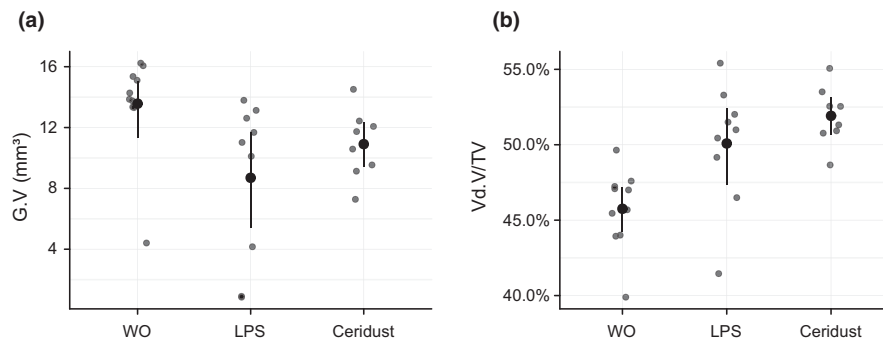 (a)
G.V (mm³)
16
12
8
4
WO LPS Ceridust
(b)
Vd.V/TV
55.0%
50.0%
45.0%
40.0%
WO LPS Ceridust